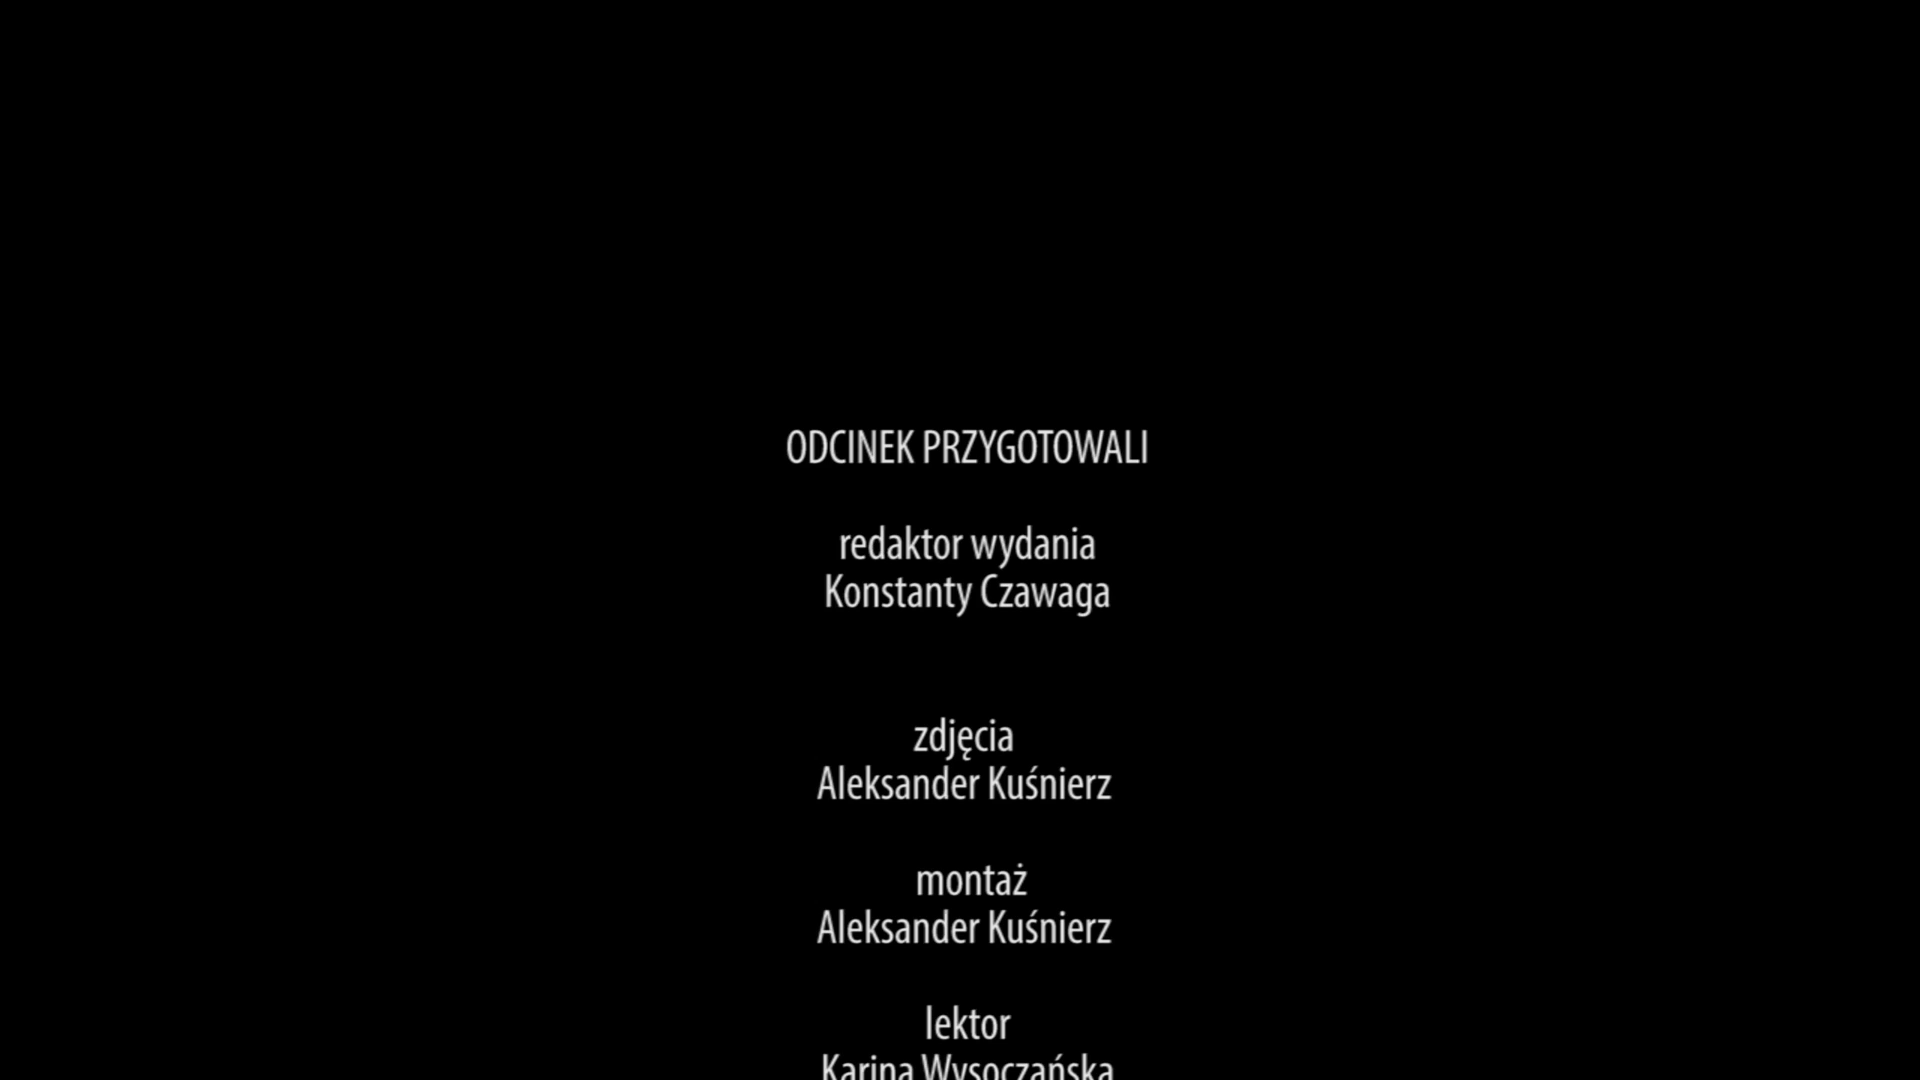 ODCINEK PRZYGOTOWALI
redaktor wydania
Konstanty Czawaga
zdjęcia
Aleksander Kuśnierz
montaż
Aleksander Kuśnierz
lektor
Karina Wysoczańska